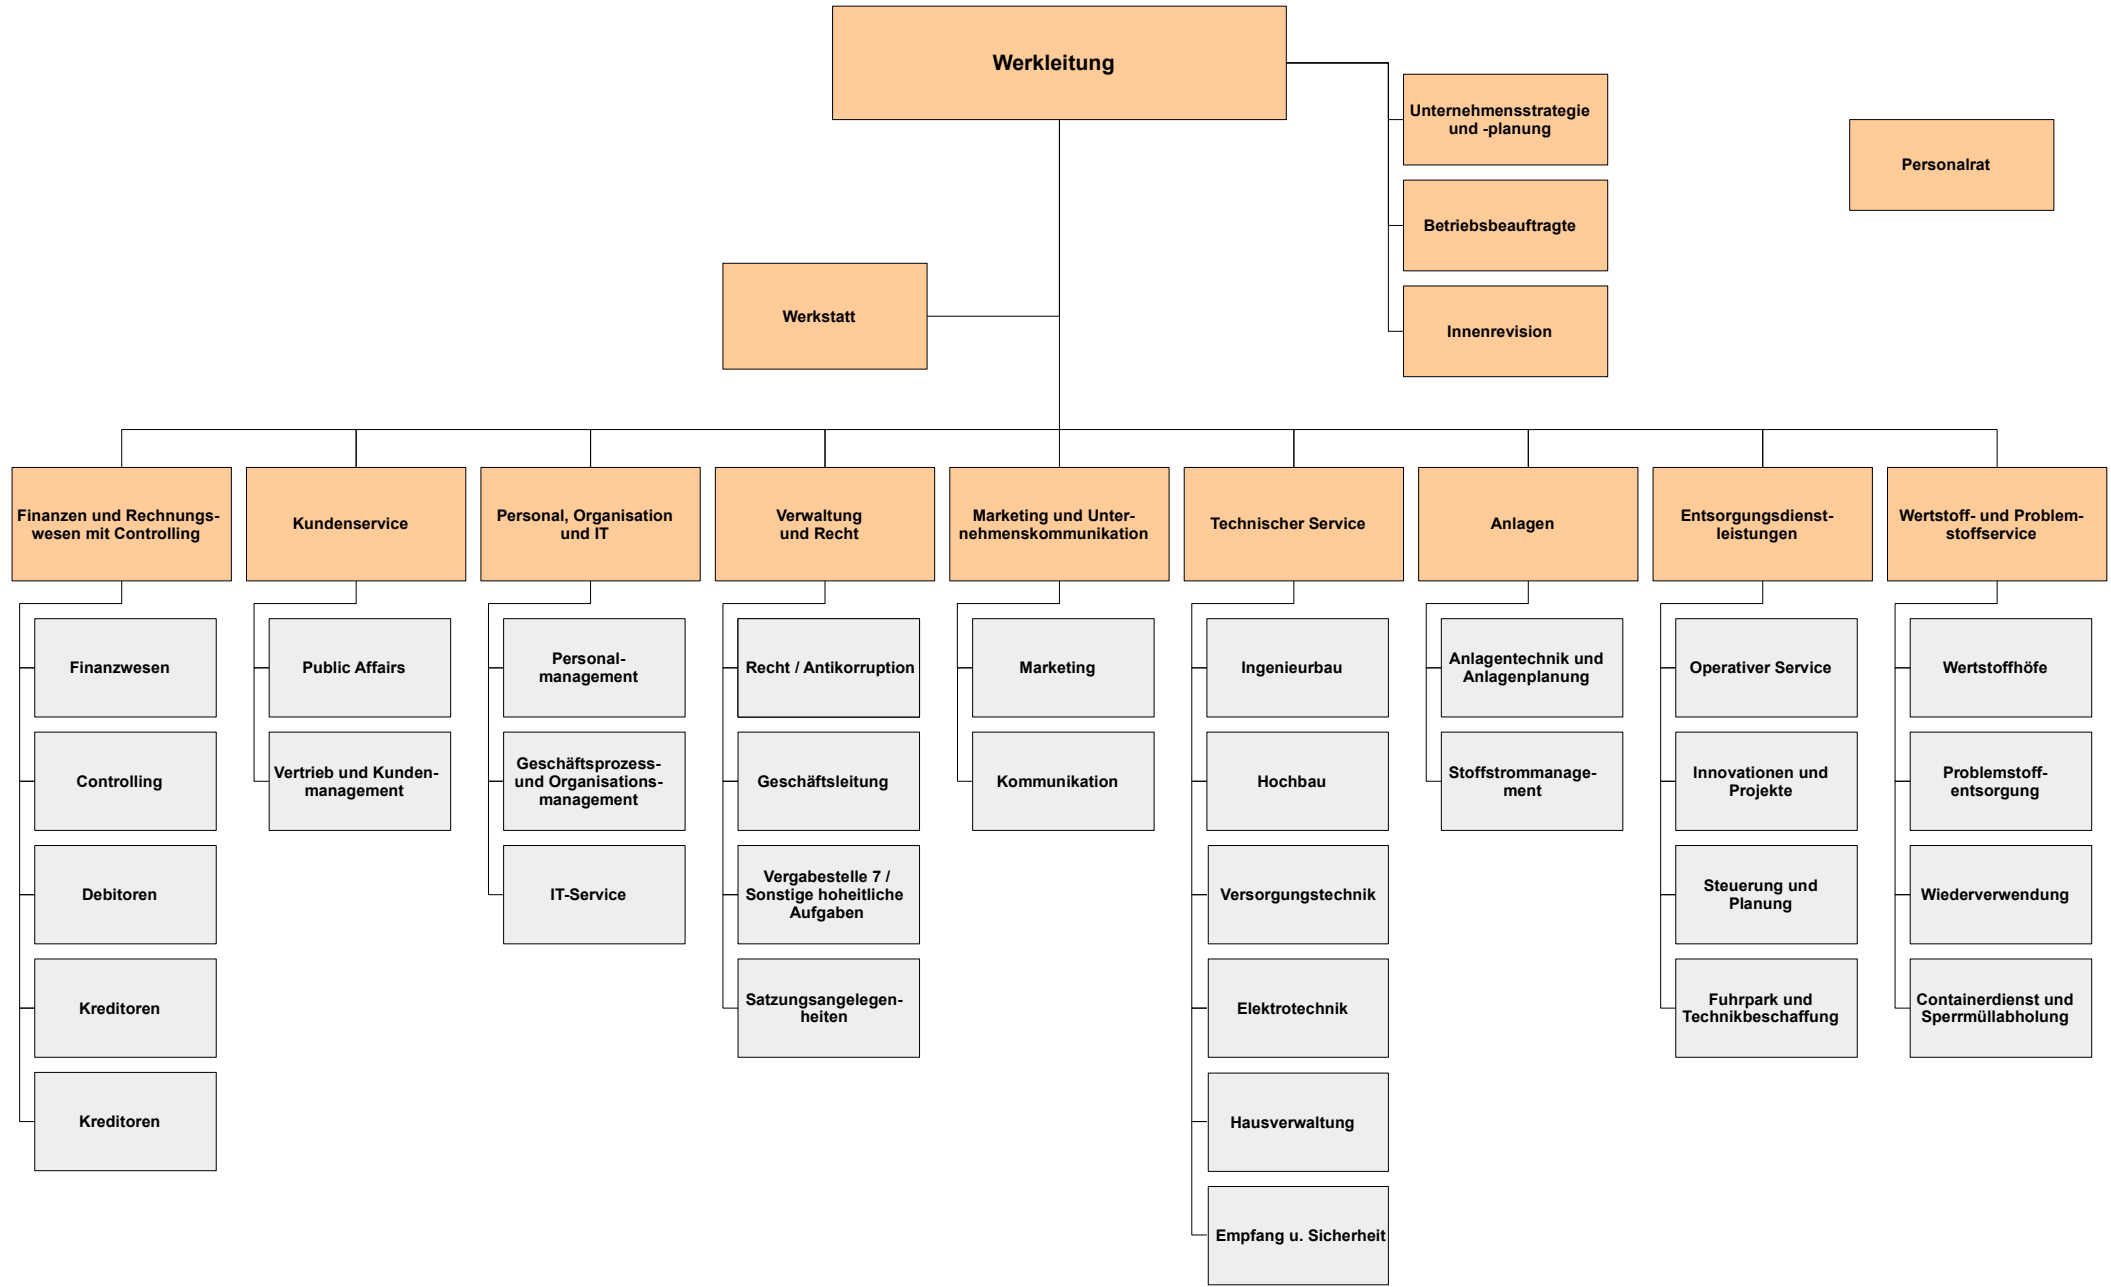 Werkleitung
Unternehmensstrategie
und -planung
Personalrat
Betriebsbeauftragte
Werkstatt
Innenrevision
Finanzen und Rechnungs-
wesen mit Controlling
Kundenservice
Personal, Organisation
und IT
Verwaltung
und Recht
Marketing und Unter-
nehmenskommunikation
Technischer Service
Anlagen
Entsorgungsdienst-
leistungen
Wertstoff- und Problem-
stoffservice
Finanzwesen
Controlling
Debitoren
Kreditoren
Kreditoren
Public Affairs
Vertrieb und Kunden-
management
Personal-
management
Geschäftsprozess-
und Organisations-
management
IT-Service
Recht / Antikorruption
Geschäftsleitung
Vergabestelle 7 /
Sonstige hoheitliche
Aufgaben
Satzungsangelegen-
heiten
Marketing
Kommunikation
Ingenieurbau
Hochbau
Versorgungstechnik
Elektrotechnik
Hausverwaltung
Empfang u. Sicherheit
Anlagentechnik und
Anlagenplanung
Stoffstrommanage-
ment
Operativer Service
Innovationen und
Projekte
Steuerung und
Planung
Fuhrpark und
Technikbeschaffung
Wertstoffhöfe
Problemstoff-
entsorgung
Wiederverwendung
Containerdienst und
Sperrmüllabholung